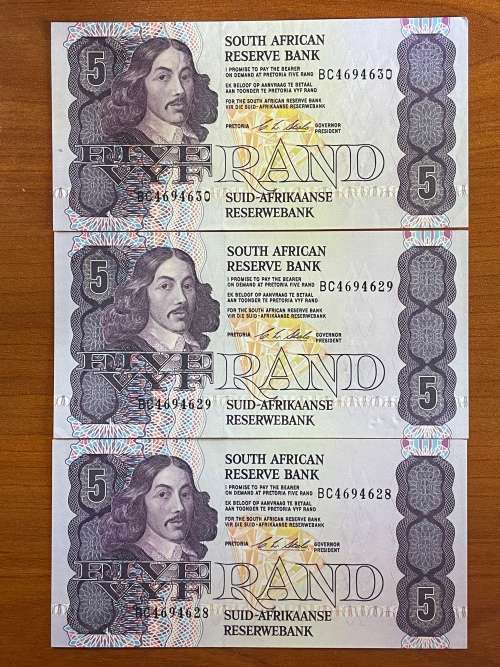 5
SOUTH AFRICAN
RESERVE BANK
I PROMISE TO PAY THE BEARER
ON DEMAND AT PRETORIA FIVE RAND BC4694630
EK BELOOF OP AANVRAAG TE BETAAL
AAN TOONDER TE PRETORIA VYF RAND
FOR THE SOUTH AFRICAN RESERVE BANK
VIR DIE SUID-AFRIKAANSE RESERWEBANK
PRETORIA GOVERNOR
PRESIDENT
FIVE
VYF RAND
5
BC4694630
SUID-AFRIKAANSE
RESERWEBANK
5
SOUTH AFRICAN
RESERVE BANK
I PROMISE TO PAY THE BEARER
ON DEMAND AT PRETORIA FIVE RAND BC4694629
EK BELOOF OP AANVRAAG TE BETAAL
AAN TOONDER TE PRETORIA VYF RAND
FOR THE SOUTH AFRICAN RESERVE BANK
VIR DIE SUID-AFRIKAANSE RESERWEBANK
PRETORIA GOVERNOR
PRESIDENT
FIVE
VYF RAND
5
BC4694629
SUID-AFRIKAANSE
RESERWEBANK
5
SOUTH AFRICAN
RESERVE BANK
I PROMISE TO PAY THE BEARER
ON DEMAND AT PRETORIA FIVE RAND BC4694628
EK BELOOF OP AANVRAAG TE BETAAL
AAN TOONDER TE PRETORIA VYF RAND
FOR THE SOUTH AFRICAN RESERVE BANK
VIR DIE SUID-AFRIKAANSE RESERWEBANK
PRETORIA GOVERNOR
PRESIDENT
FIVE
VYF RAND
5
BC4694628
SUID-AFRIKAANSE
RESERWEBANK